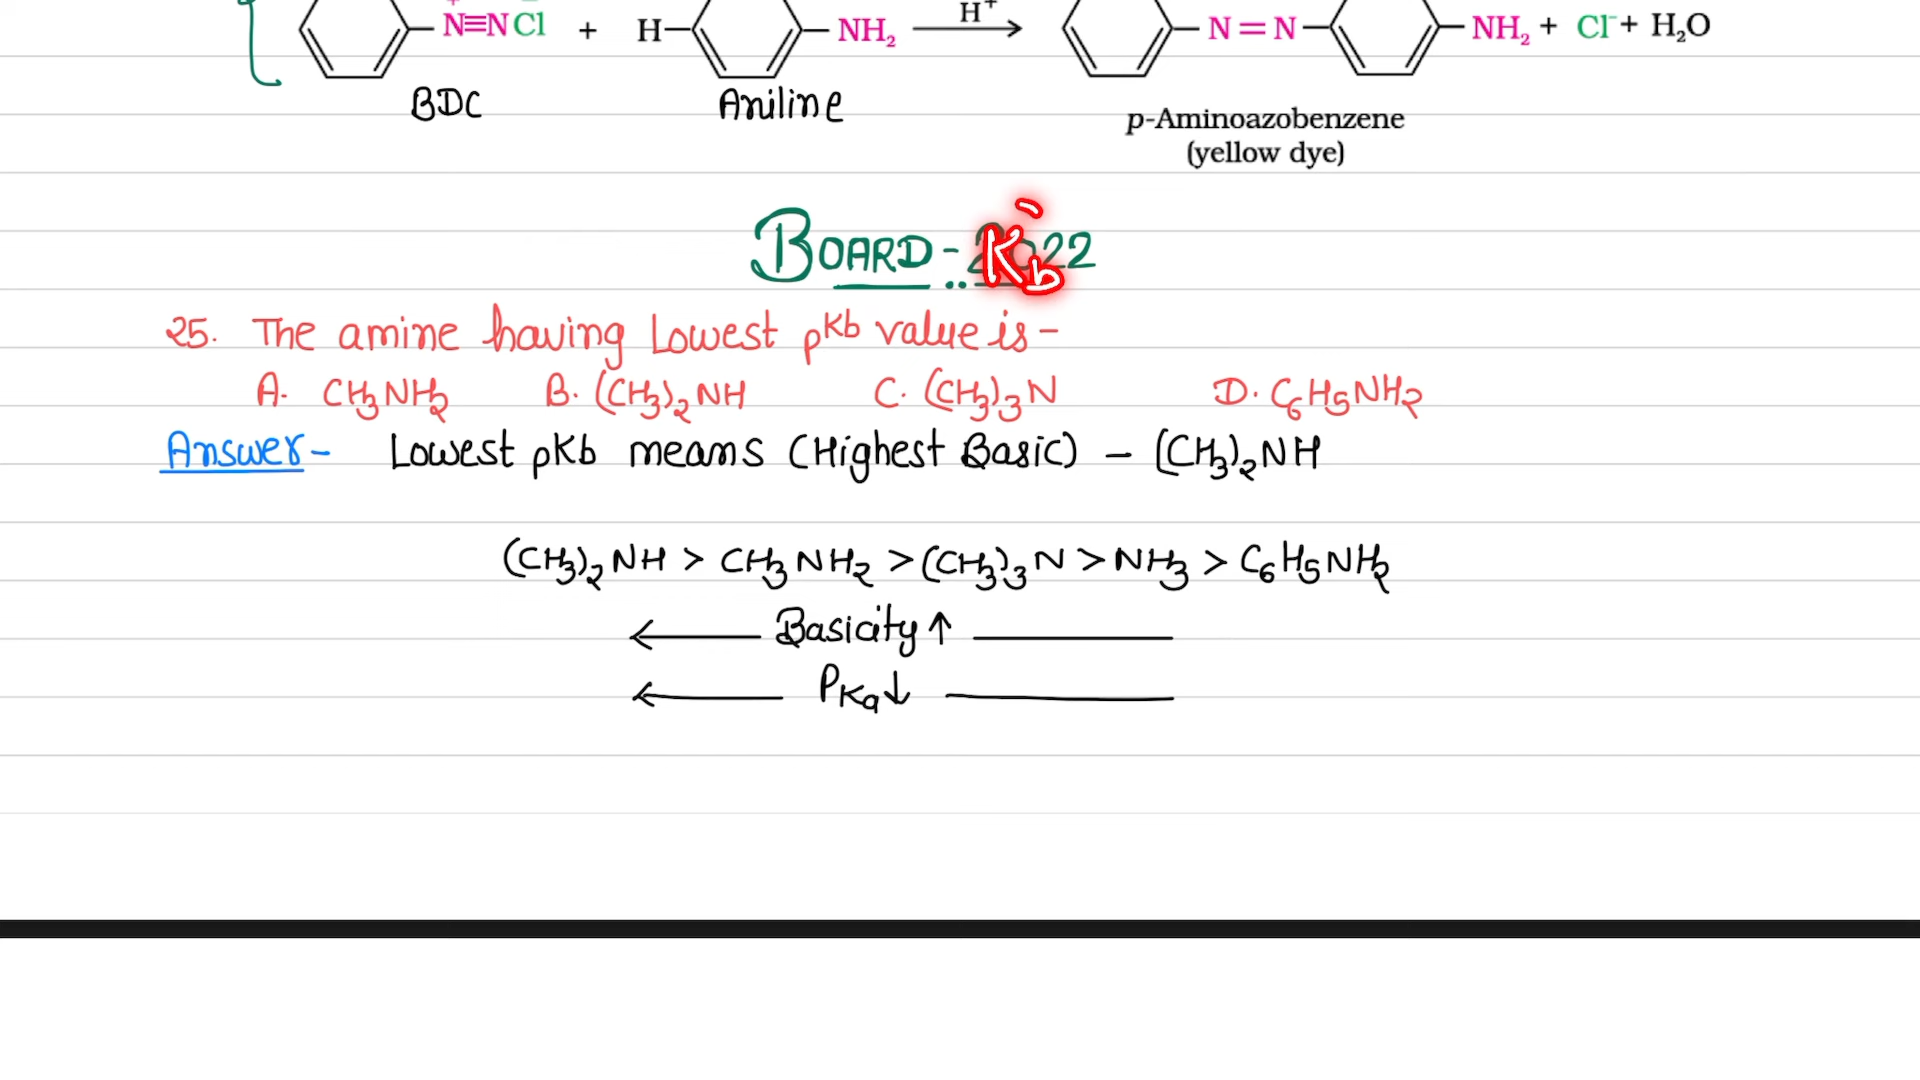 N≡N Cl + H- -NH₂ H⁺ → -N=N- -NH₂ + Cl⁻ + H₂O
BDC Aniline p-Aminoazobenzene
(yellow dye)
BOARD - 2022
Kb
25. The amine having Lowest pKb value is -
A. CH₃NH₂ B. (CH₃)₂NH C. (CH₃)₃N D. C₆H₅NH₂
Answer - Lowest pKb means (Highest Basic) - (CH₃)₂NH
(CH₃)₂NH > CH₃NH₂ > (CH₃)₃N > NH₃ > C₆H₅NH₂
← Basicity ↑
← PKa ↓